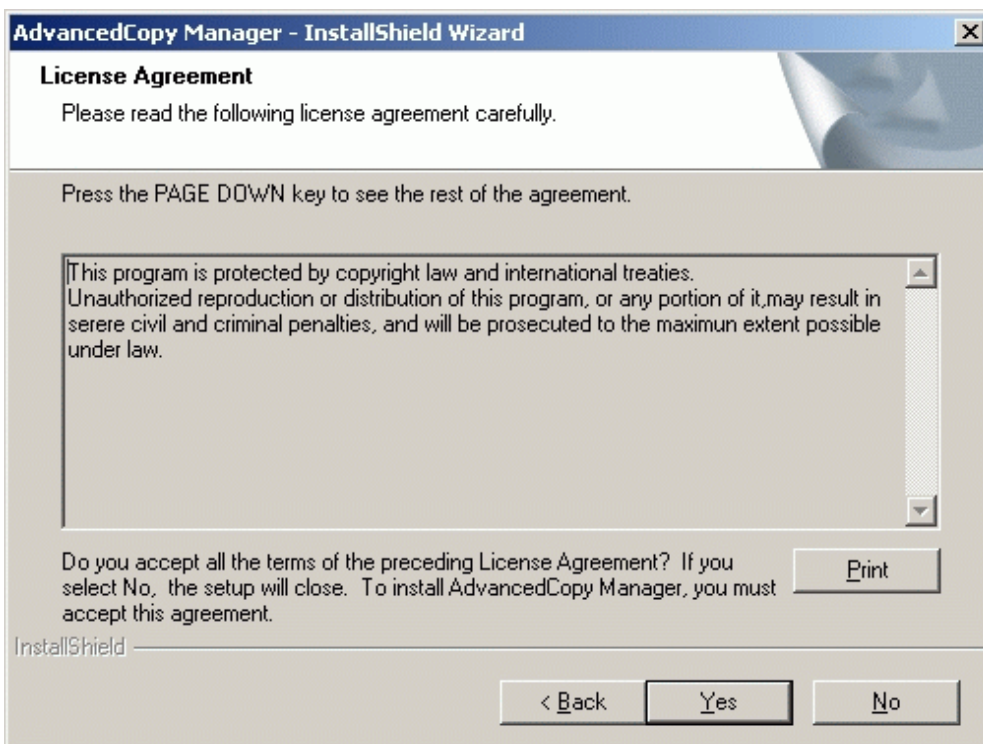 AdvancedCopy Manager - InstallShield Wizard
License Agreement
Please read the following license agreement carefully.
Press the PAGE DOWN key to see the rest of the agreement.
This program is protected by copyright law and international treaties.
Unauthorized reproduction or distribution of this program, or any portion of it,may result in
serere civil and criminal penalties, and will be prosecuted to the maximun extent possible
under law.
Do you accept all the terms of the preceding License Agreement?  If you
select No,  the setup will close.  To install AdvancedCopy Manager, you must
accept this agreement.
Print
InstallShield
< Back
Yes
No